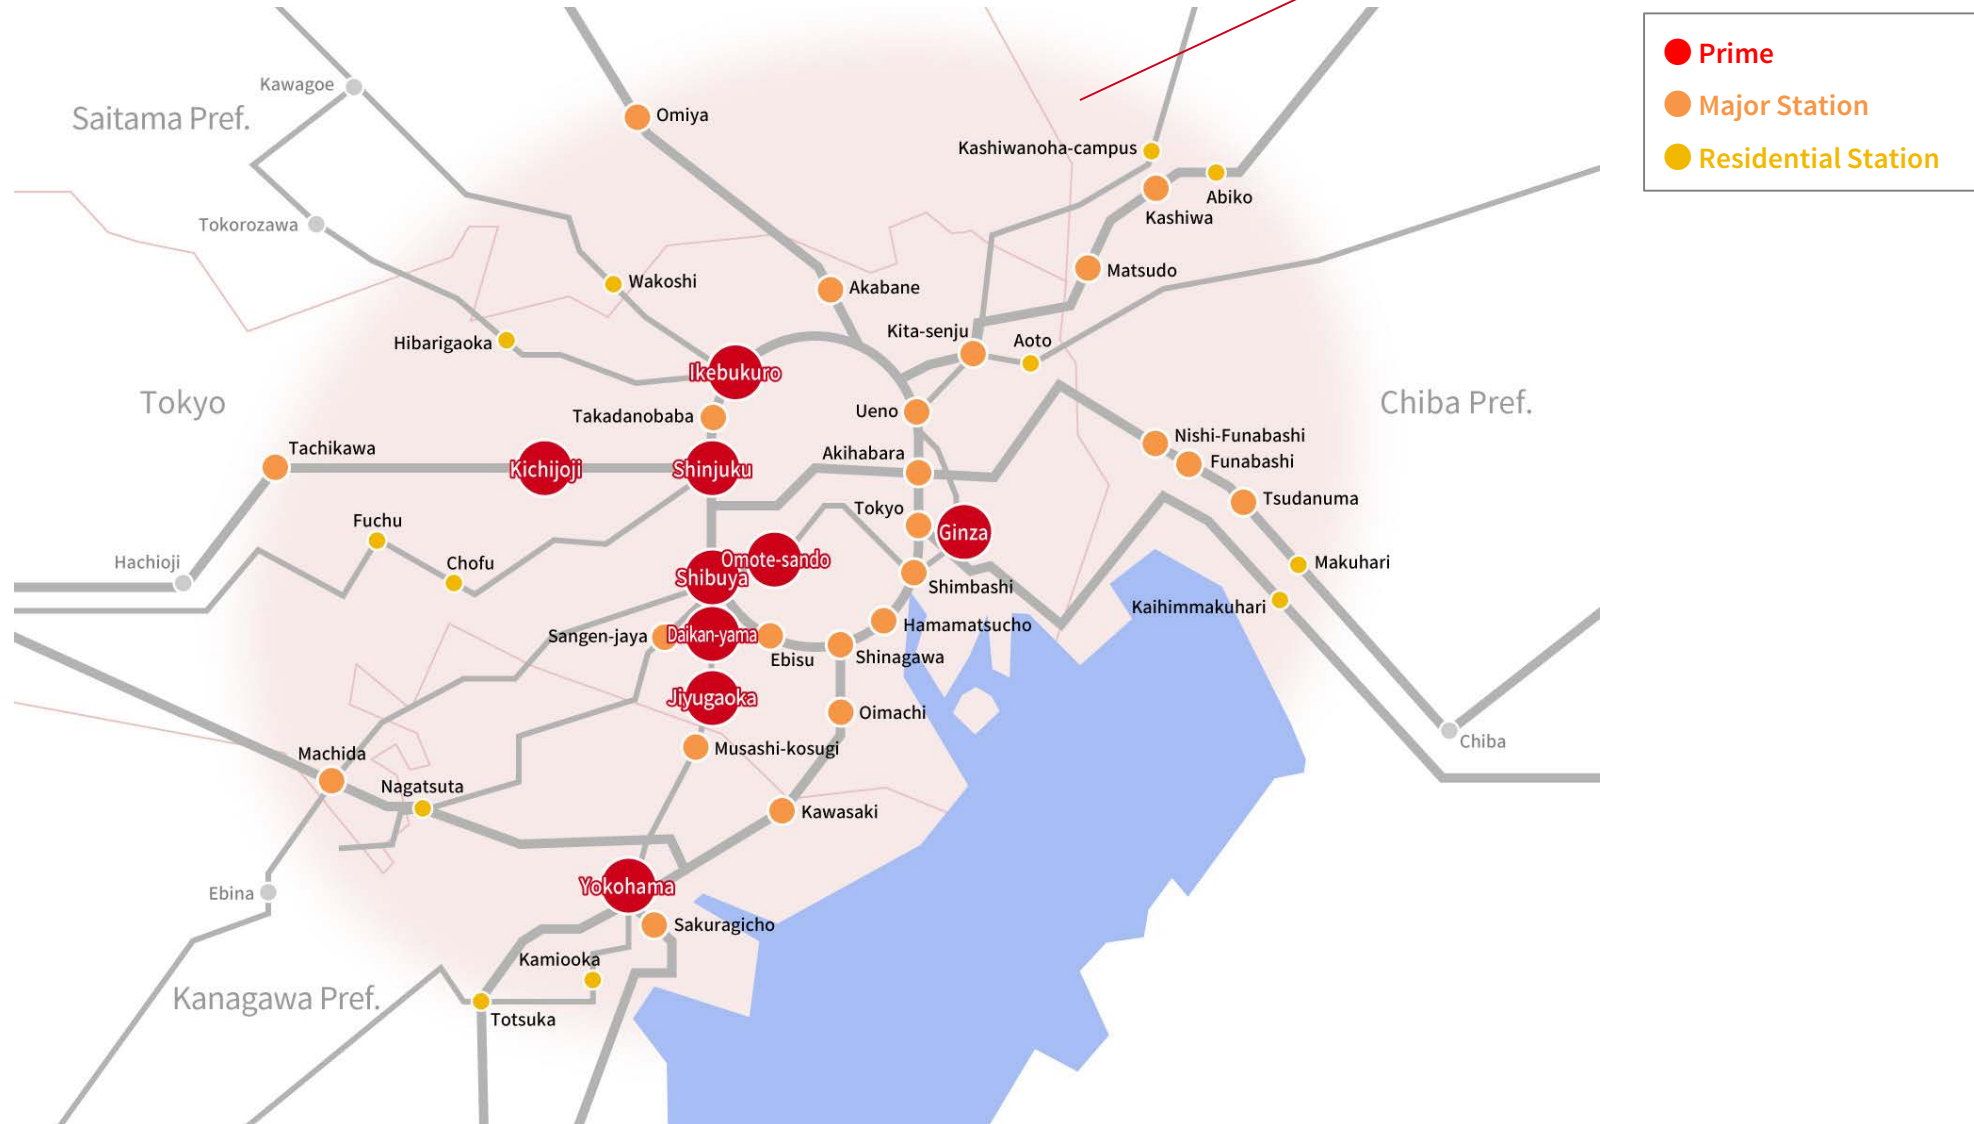 Prime
Major Station
Residential Station
Kawagoe
Saitama Pref.
Omiya
Kashiwanoha-campus
Abiko
Kashiwa
Tokorozawa
Matsudo
Wakoshi
Akabane
Kita-senju
Aoto
Hibarigaoka
Ikebukuro
Tokyo
Chiba Pref.
Takadanobaba
Ueno
Tachikawa
Nishi-Funabashi
Akihabara
Funabashi
Kichijoji
Shinjuku
Tsudanuma
Tokyo
Fuchu
Ginza
Hachioji
Chofu
Omote-sando
Makuhari
Shibuya
Shimbashi
Kaihimmakuhari
Hamamatsucho
Sangen-jaya
Daikan-yama
Ebisu
Shinagawa
Jiyugaoka
Oimachi
Chiba
Musashi-kosugi
Machida
Nagatsuta
Kawasaki
Yokohama
Ebina
Sakuragicho
Kamiooka
Kanagawa Pref.
Totsuka